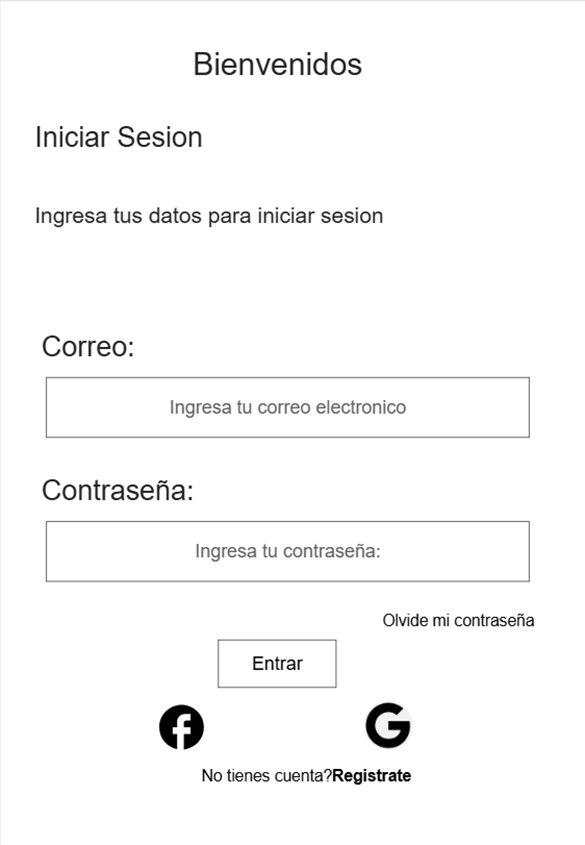 Bienvenidos
Iniciar Sesion
Ingresa tus datos para iniciar sesion
Correo:
Ingresa tu correo electronico
Contraseña:
Ingresa tu contraseña:
Olvide mi contraseña
Entrar
No tienes cuenta?Registrate